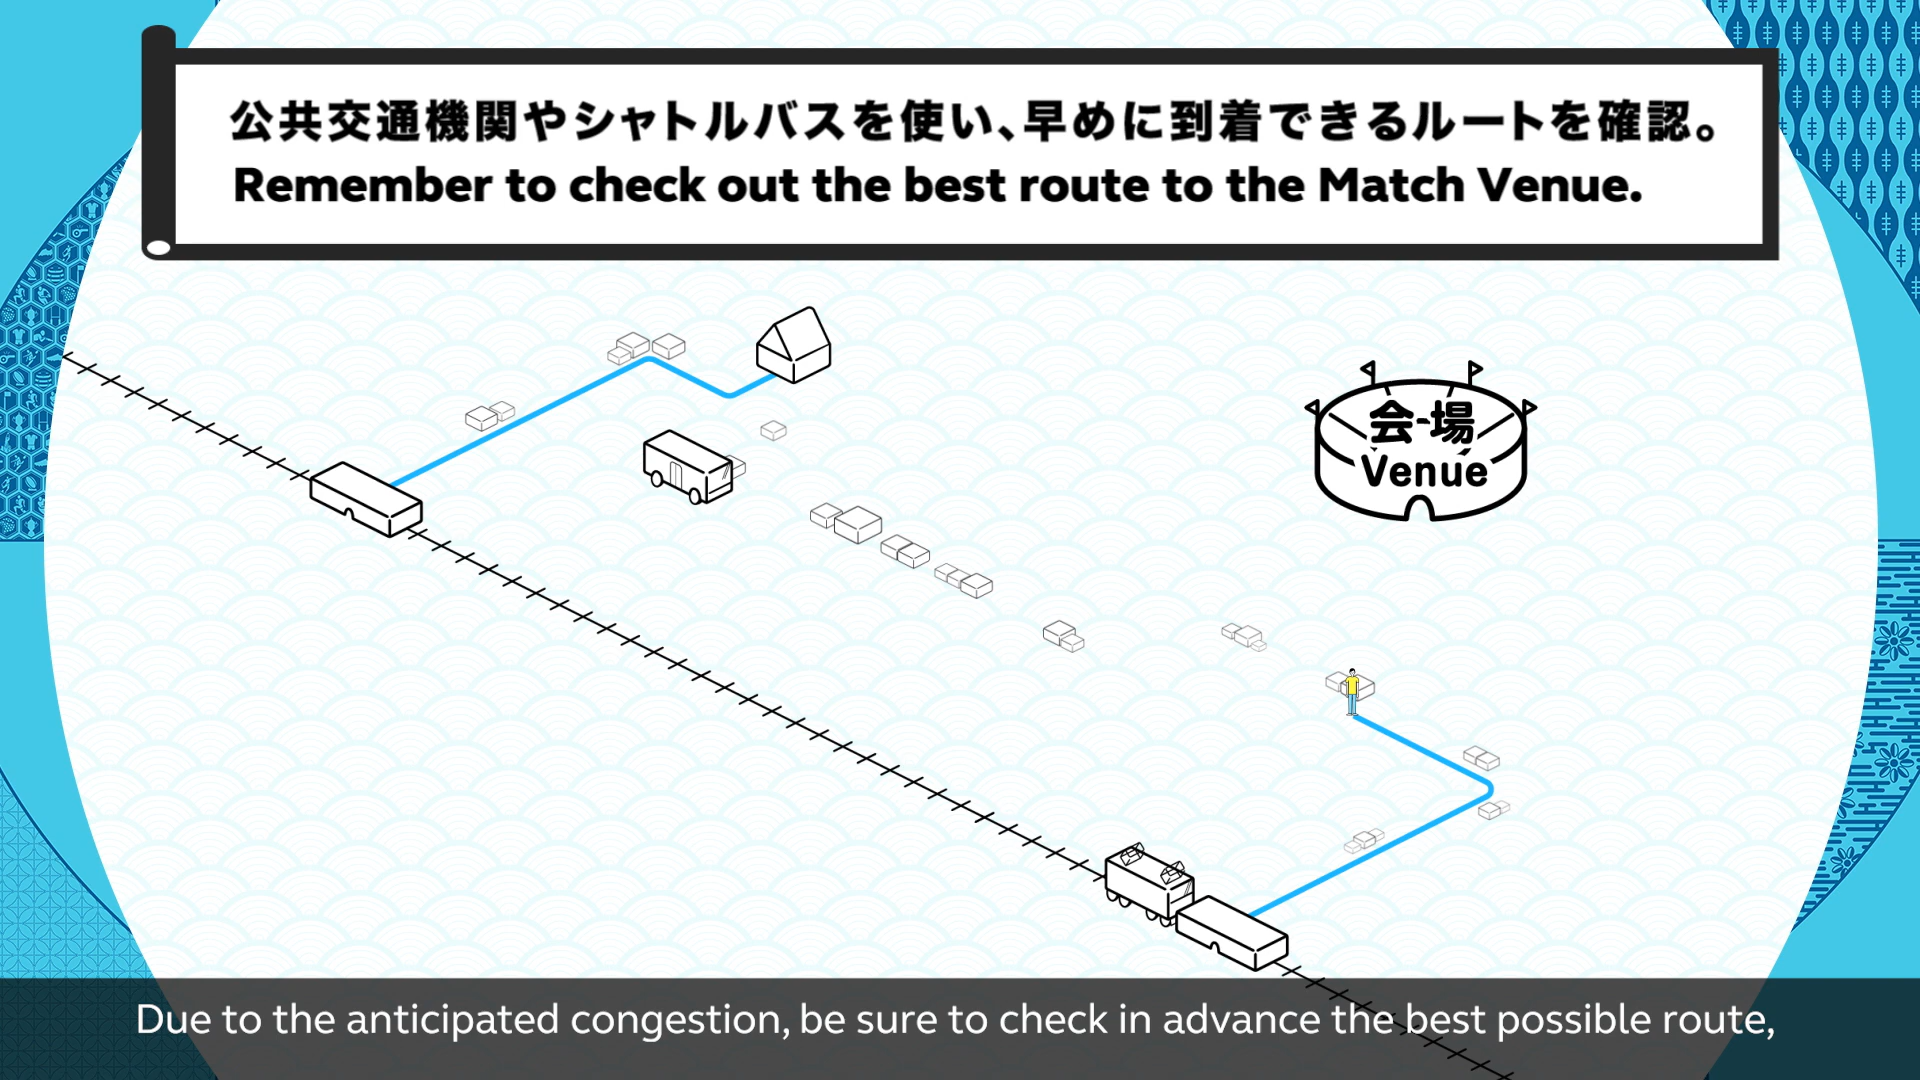 公共交通機関やシャトルバスを使い、早めに到着できるルートを確認。
Remember to check out the best route to the Match Venue.
会場
Venue
Due to the anticipated congestion, be sure to check in advance the best possible route,